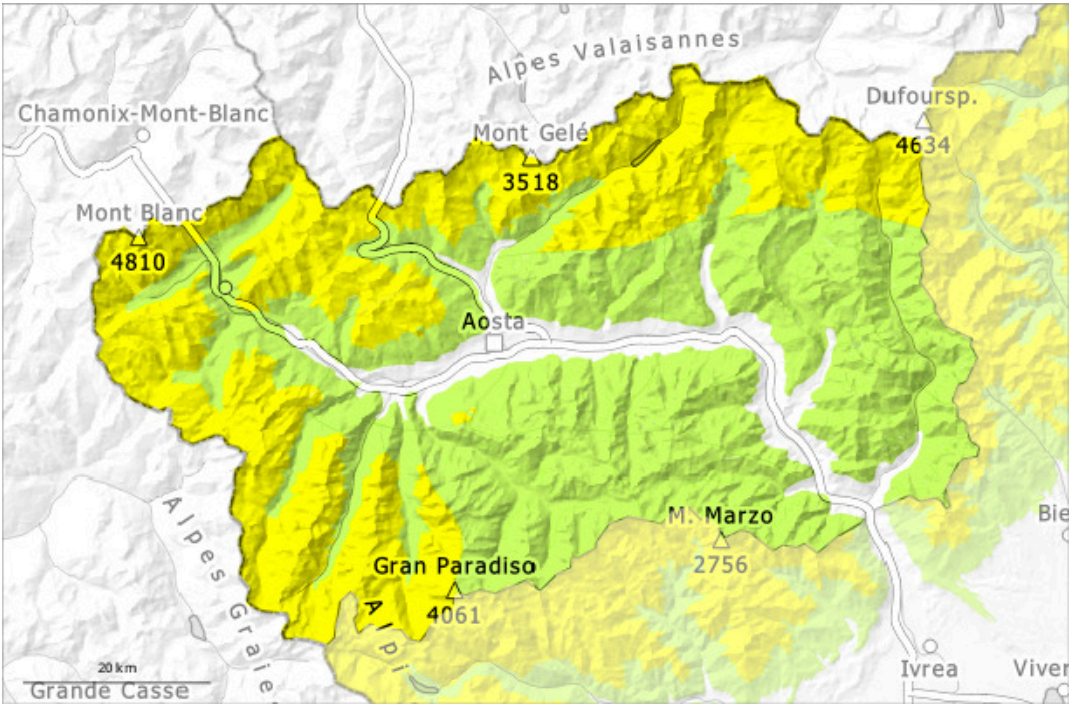 Alpes Valaisannes
Dufoursp.
Chamonix-Mont-Blanc
Mont Gelé
4634
3518
Mont Blanc
4810
Aosta
M. Marzo
2756
Gran Paradiso
4061
Alpes Graie
Alpi
Bie
Ivrea
Viver
20 km
Grande Casse